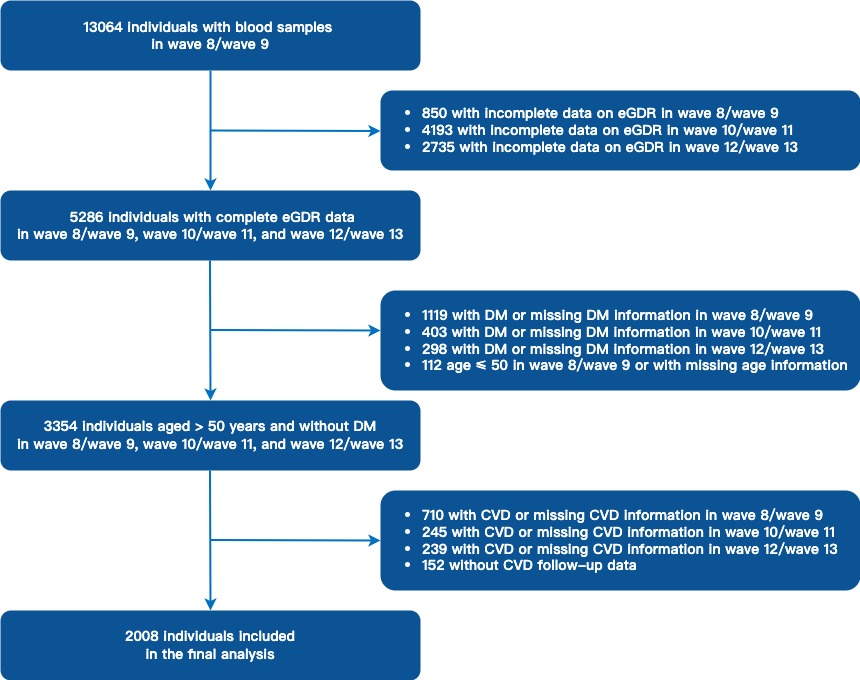 13064 individuals with blood samples
in wave 8/wave 9
• 850 with incomplete data on eGDR in wave 8/wave 9
• 4193 with incomplete data on eGDR in wave 10/wave 11
• 2735 with incomplete data on eGDR in wave 12/wave 13
5286 individuals with complete eGDR data
in wave 8/wave 9, wave 10/wave 11, and wave 12/wave 13
• 1119 with DM or missing DM information in wave 8/wave 9
• 403 with DM or missing DM information in wave 10/wave 11
• 298 with DM or missing DM information in wave 12/wave 13
• 112 age ⩽ 50 in wave 8/wave 9 or with missing age information
3354 individuals aged > 50 years and without DM
in wave 8/wave 9, wave 10/wave 11, and wave 12/wave 13
• 710 with CVD or missing CVD information in wave 8/wave 9
• 245 with CVD or missing CVD information in wave 10/wave 11
• 239 with CVD or missing CVD information in wave 12/wave 13
• 152 without CVD follow-up data
2008 individuals included
in the final analysis